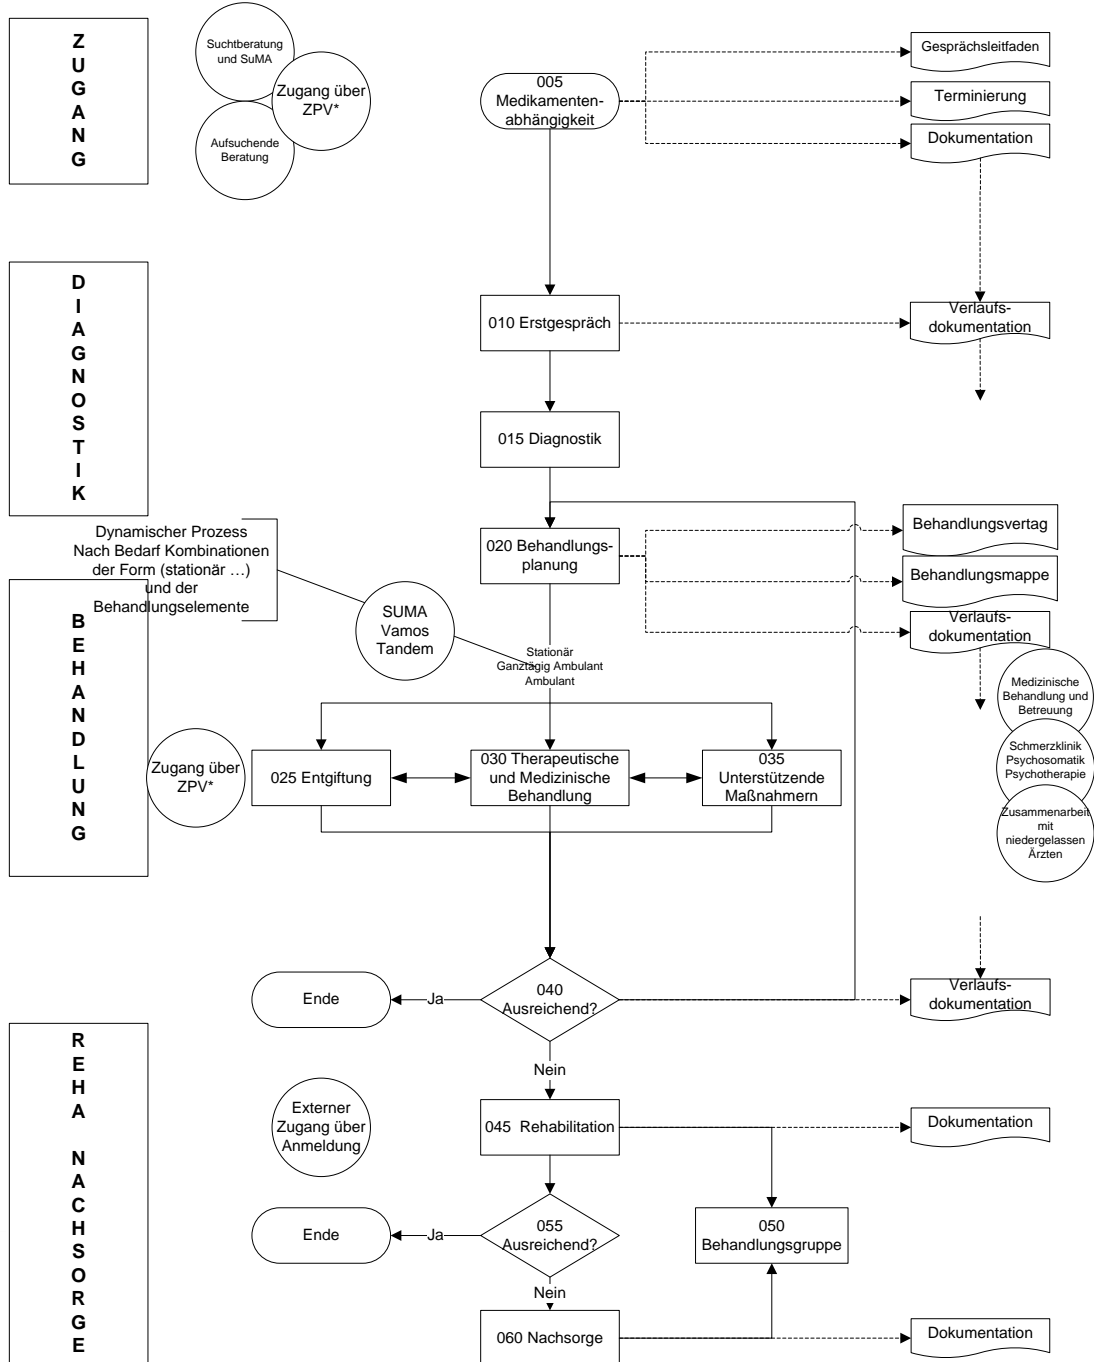 Z
U
G
A
N
G
Suchtberatung
und SuMA
Zugang über
ZPV*
Aufsuchende
Beratung
005
Medikamenten-
abhängigkeit
Gesprächsleitfaden
Terminierung
Dokumentation
D
I
A
G
N
O
S
T
I
K
010 Erstgespräch
Verlaufs-
dokumentation
015 Diagnostik
Dynamischer Prozess
Nach Bedarf Kombinationen
der Form (stationär ...)
und der
Behandlungselemente
020 Behandlungs-
planung
Behandlungsvertag
Behandlungsmappe
Verlaufs-
dokumentation
B
E
H
A
N
D
L
U
N
G
SUMA
Vamos
Tandem
Stationär
Ganztägig Ambulant
Ambulant
Medizinische
Behandlung und
Betreuung
Schmerzklinik
Psychosomatik
Psychotherapie
Zusammenarbeit
mit
niedergelassen
Ärzten
Zugang über
ZPV*
025 Entgiftung
030 Therapeutische
und Medizinische
Behandlung
035
Unterstützende
Maßnahmern
Ende
Ja
040
Ausreichend?
Verlaufs-
dokumentation
Nein
R
E
H
A
N
A
C
H
S
O
R
G
E
Externer
Zugang über
Anmeldung
045 Rehabilitation
Dokumentation
Ende
Ja
055
Ausreichend?
050
Behandlungsgruppe
Nein
060 Nachsorge
Dokumentation